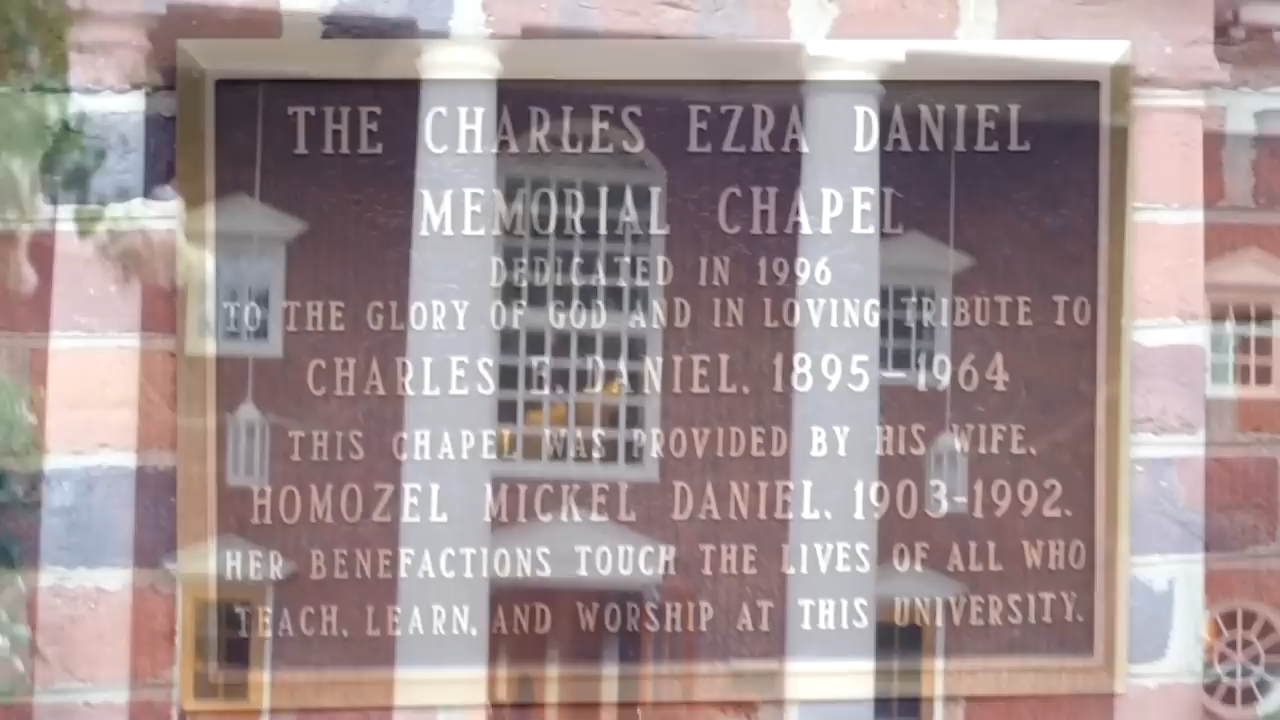 THE CHARLES EZRA DANIEL
MEMORIAL CHAPEL
DEDICATED IN 1996
TO THE GLORY OF GOD AND IN LOVING TRIBUTE TO
CHARLES E. DANIEL, 1895–1964
THIS CHAPEL WAS PROVIDED BY HIS WIFE,
HOMOZEL MICKEL DANIEL, 1903-1992.
HER BENEFACTIONS TOUCH THE LIVES OF ALL WHO
TEACH, LEARN, AND WORSHIP AT THIS UNIVERSITY.